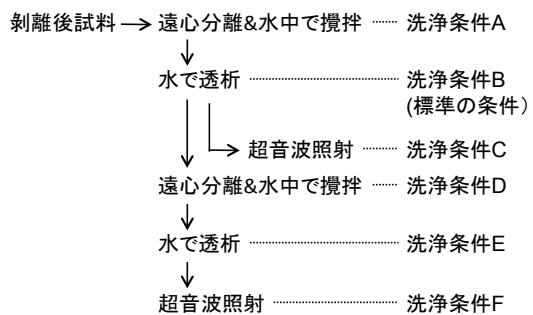 剝離後試料→遠心分離&水中で攪拌 …… 洗浄条件A
水で透析 …… 洗浄条件B
(標準の条件）
超音波照射 …… 洗浄条件C
遠心分離&水中で攪拌 …… 洗浄条件D
水で透析 …… 洗浄条件E
超音波照射 …… 洗浄条件F